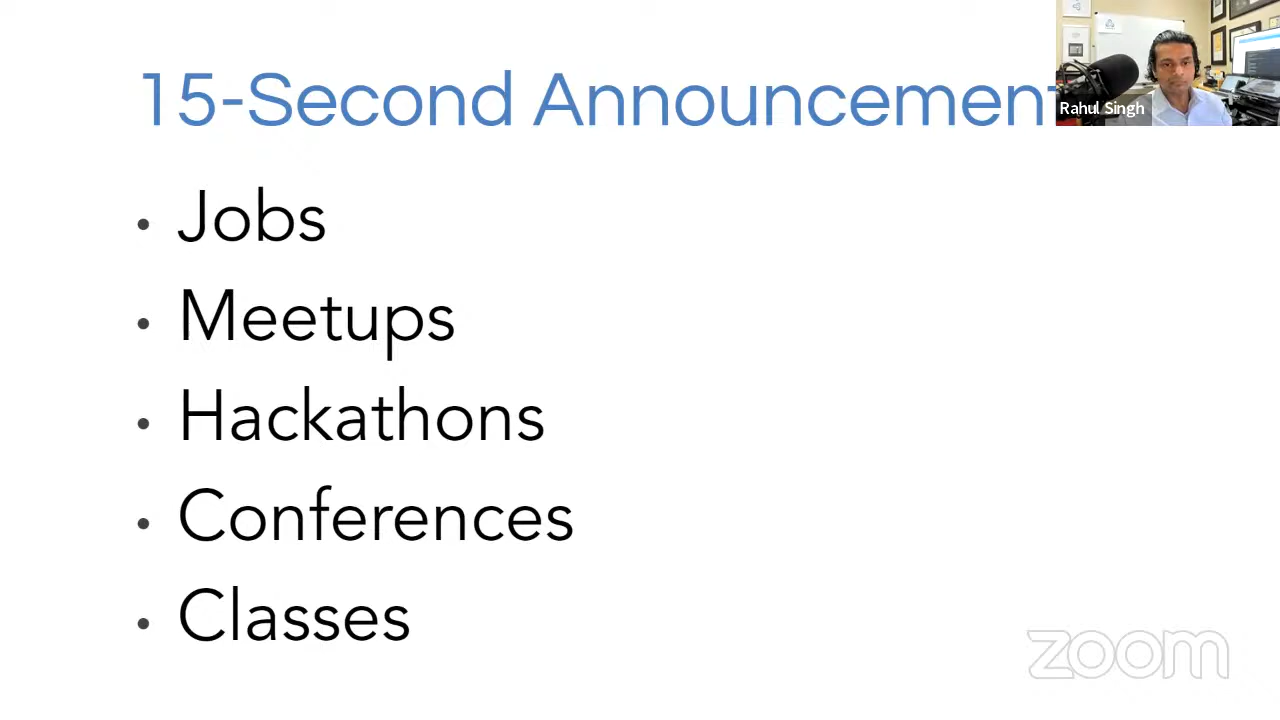 15-Second Announcement
Rahul Singh
• Jobs
• Meetups
• Hackathons
• Conferences
• Classes
zoom